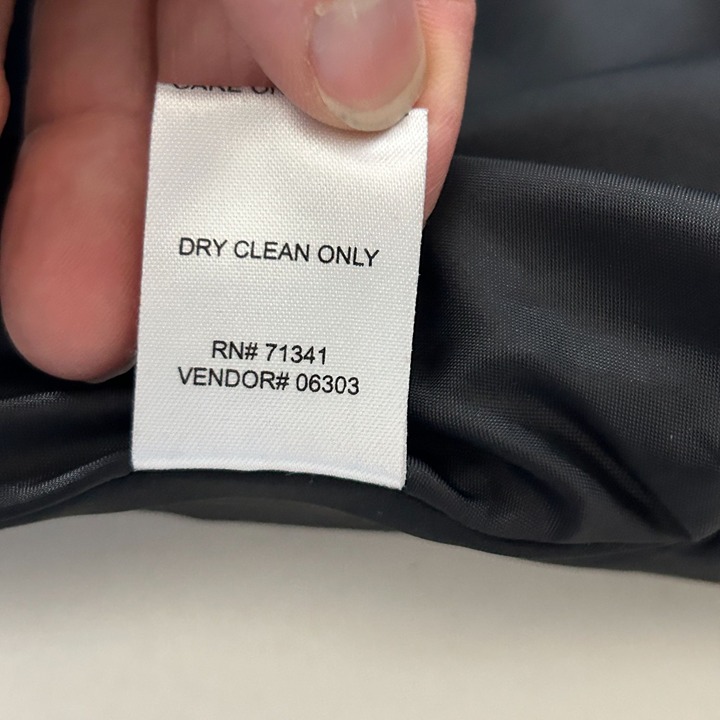 DRY CLEAN ONLY
RN# 71341
VENDOR# 06303